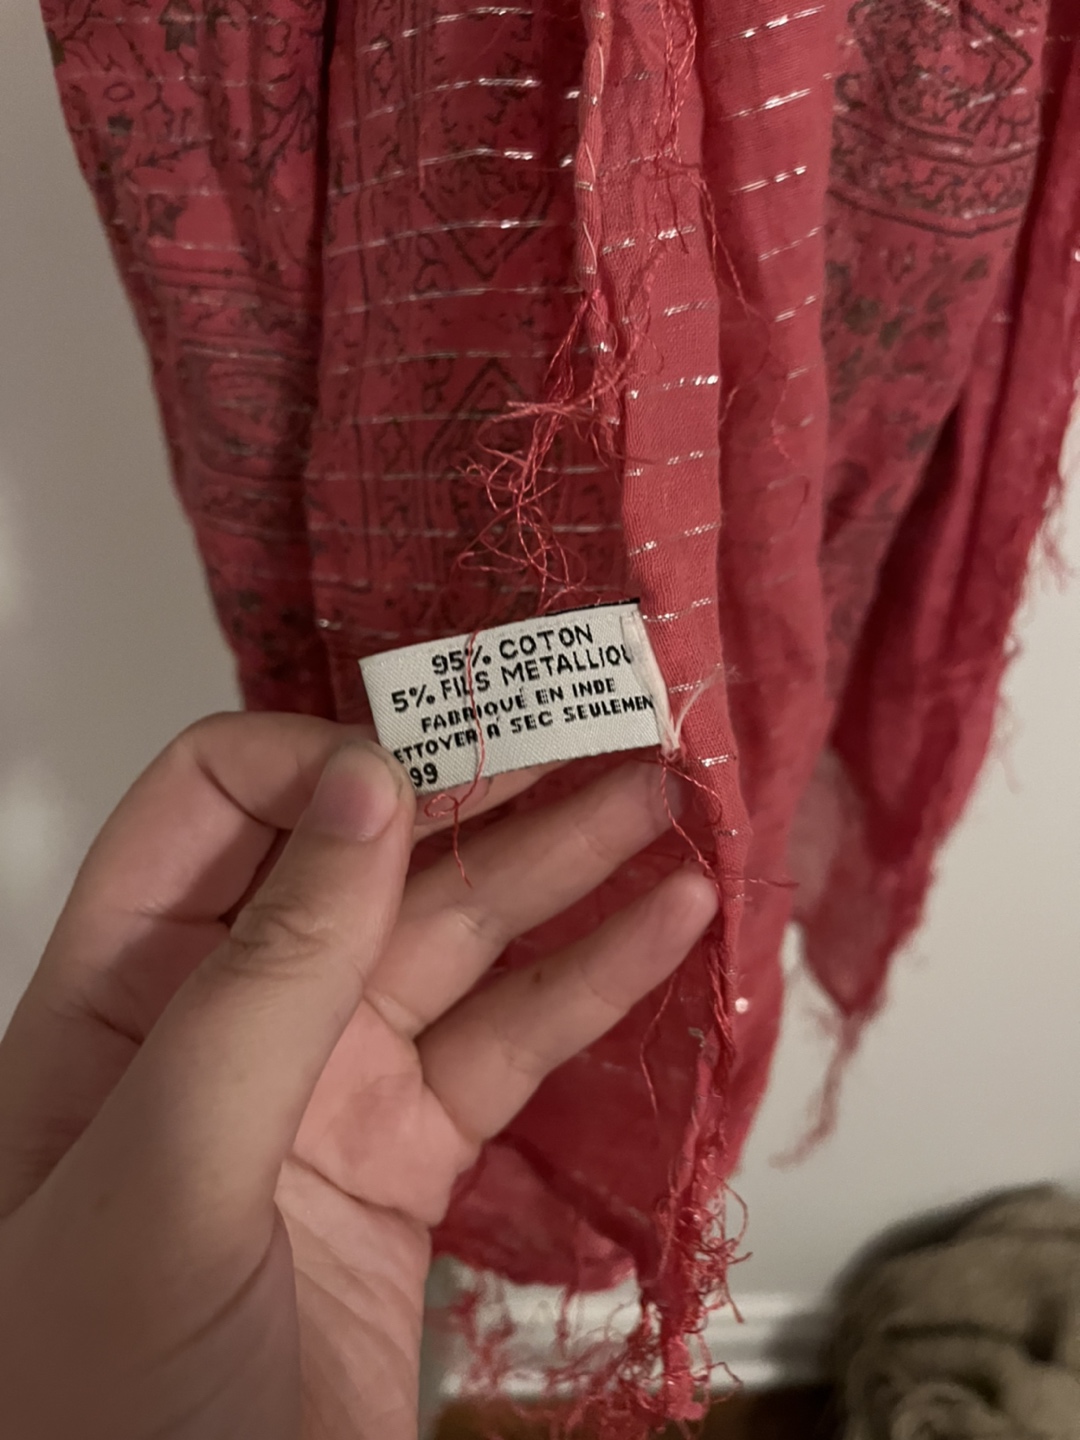 95% COTON
5% FILS METALLIQU
FABRIQUÉ EN INDE
ETTOYER À SEC SEULEMEN
99